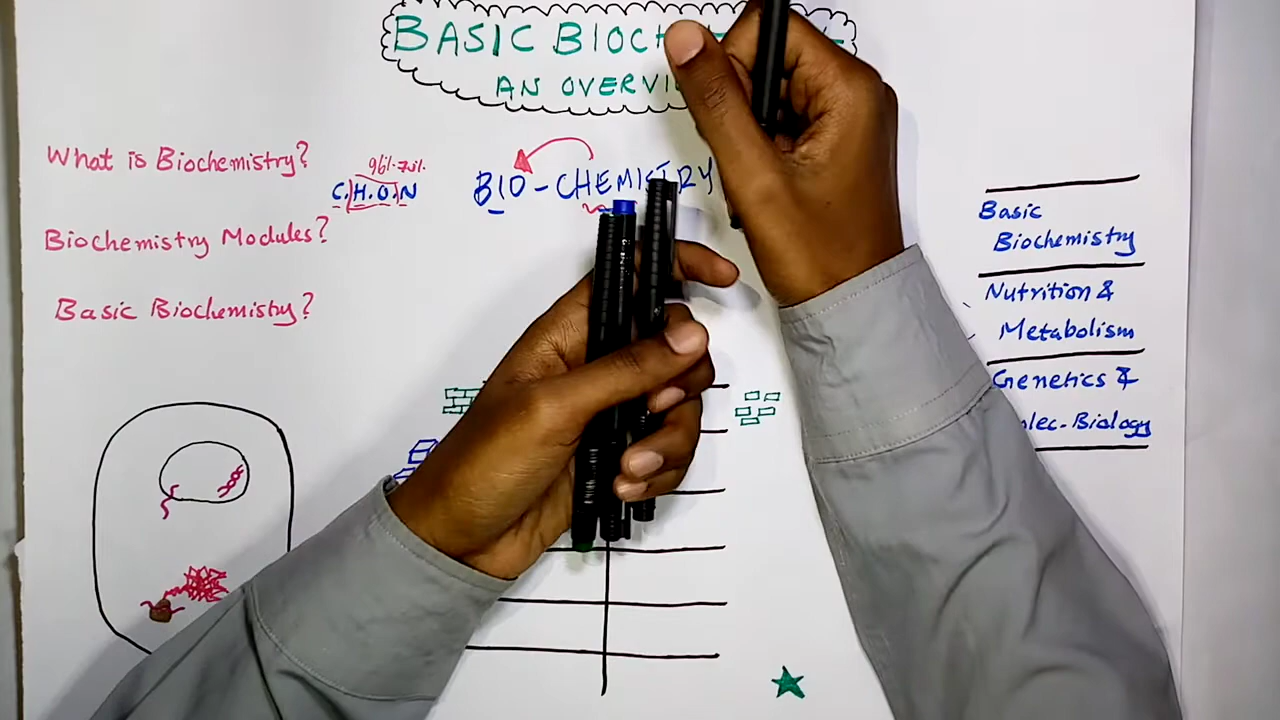 BASIC BIOCH
AN OVERVI
What is Biochemistry?
96%
C.H.O.N
BIO-CHEMISTRY
Biochemistry Modules?
Basic Biochemistry?
Basic
Biochemistry
Nutrition &
Metabolism
Genetics &
lec-Biology